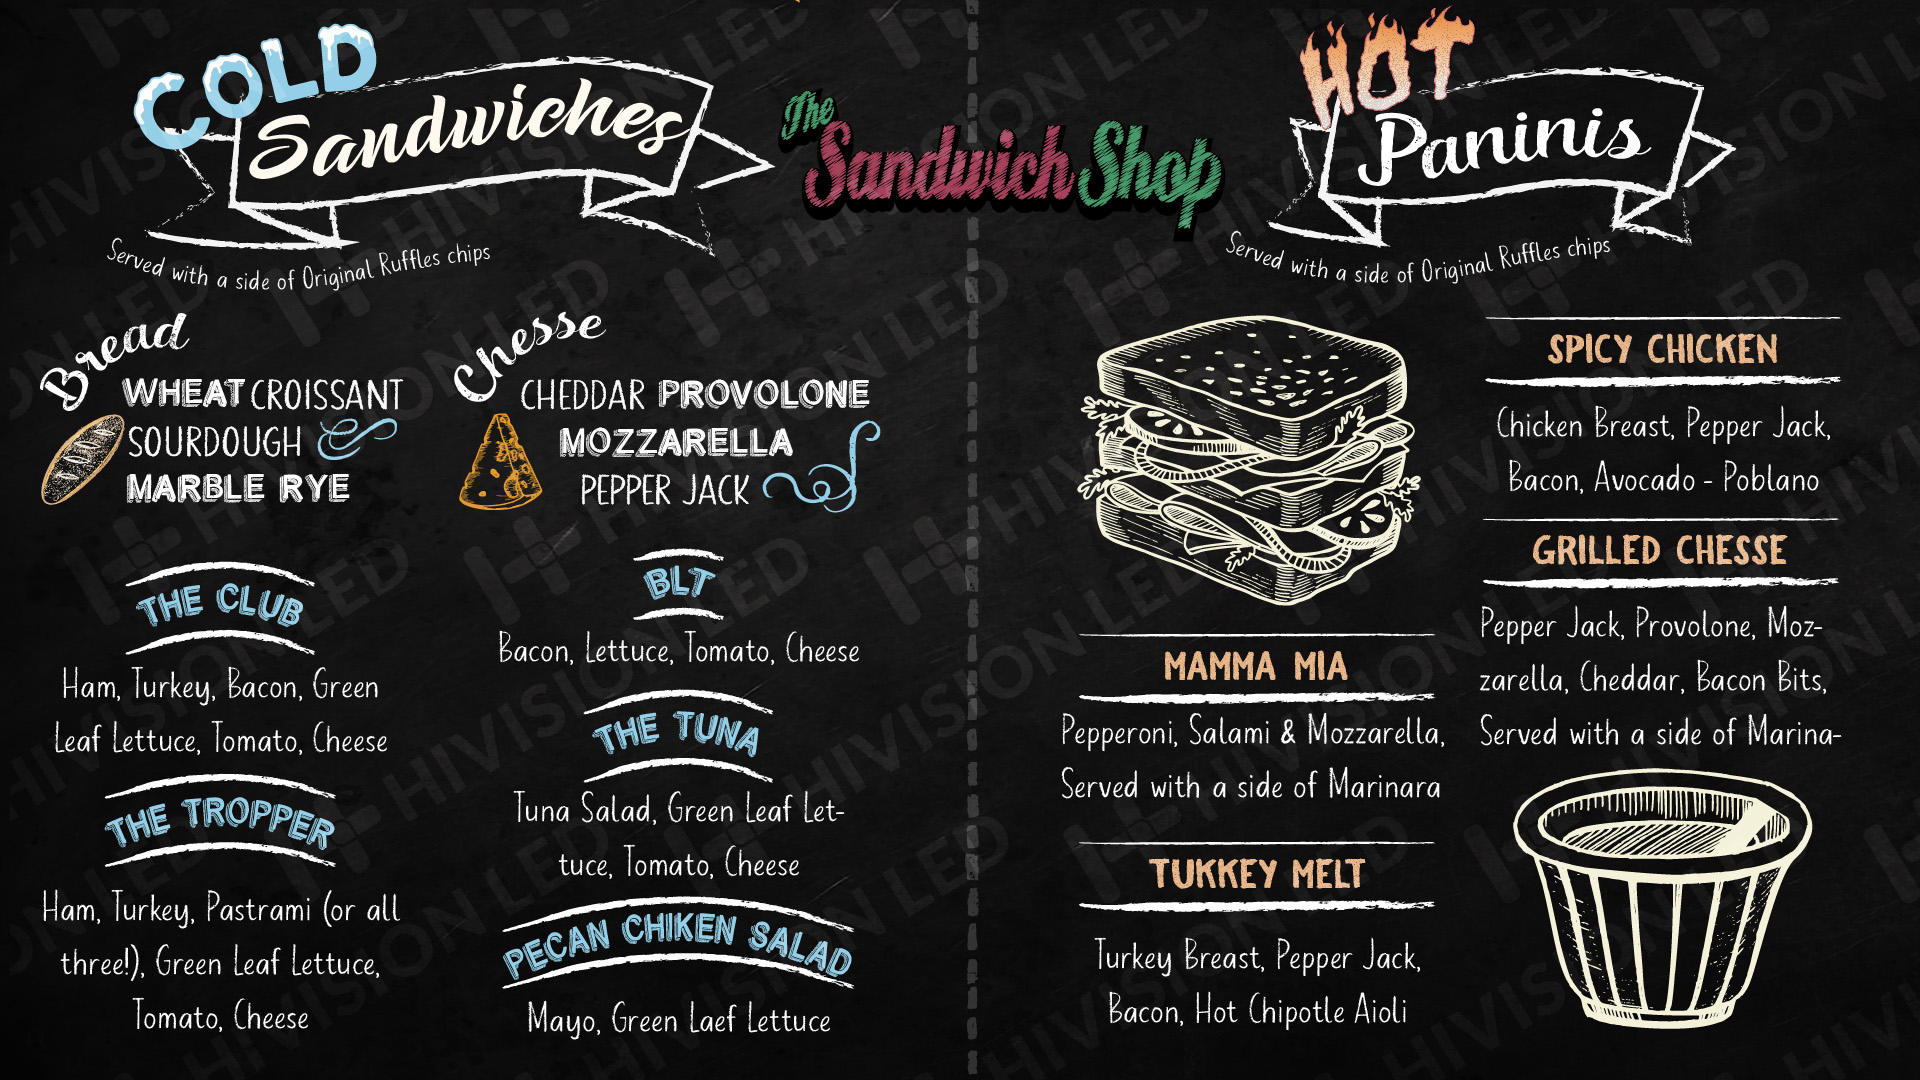 COLD
Sandwiches
Served with a side of Original Ruffles chips
The
Sandwich Shop
Bread
WHEAT CROISSANT
SOURDOUGH
MARBLE RYE
Chesse
CHEDDAR PROVOLONE
MOZZARELLA
PEPPER JACK
THE CLUB
Ham, Turkey, Bacon, Green
Leaf Lettuce, Tomato, Cheese
THE TROPPER
Ham, Turkey, Pastrami (or all
three!), Green Leaf Lettuce,
Tomato, Cheese
BLT
Bacon, Lettuce, Tomato, Cheese
THE TUNA
Tuna Salad, Green Leaf Let-
tuce, Tomato, Cheese
PECAN CHIKEN SALAD
Mayo, Green Laef Lettuce
HOT
Paninis
Served with a side of Original Ruffles chips
MAMMA MIA
Pepperoni, Salami & Mozzarella,
Served with a side of Marinara
TUKKEY MELT
Turkey Breast, Pepper Jack,
Bacon, Hot Chipotle Aioli
SPICY CHICKEN
Chicken Breast, Pepper Jack,
Bacon, Avocado - Poblano
GRILLED CHESSE
Pepper Jack, Provolone, Moz-
zarella, Cheddar, Bacon Bits,
Served with a side of Marina-
HIVISION LED